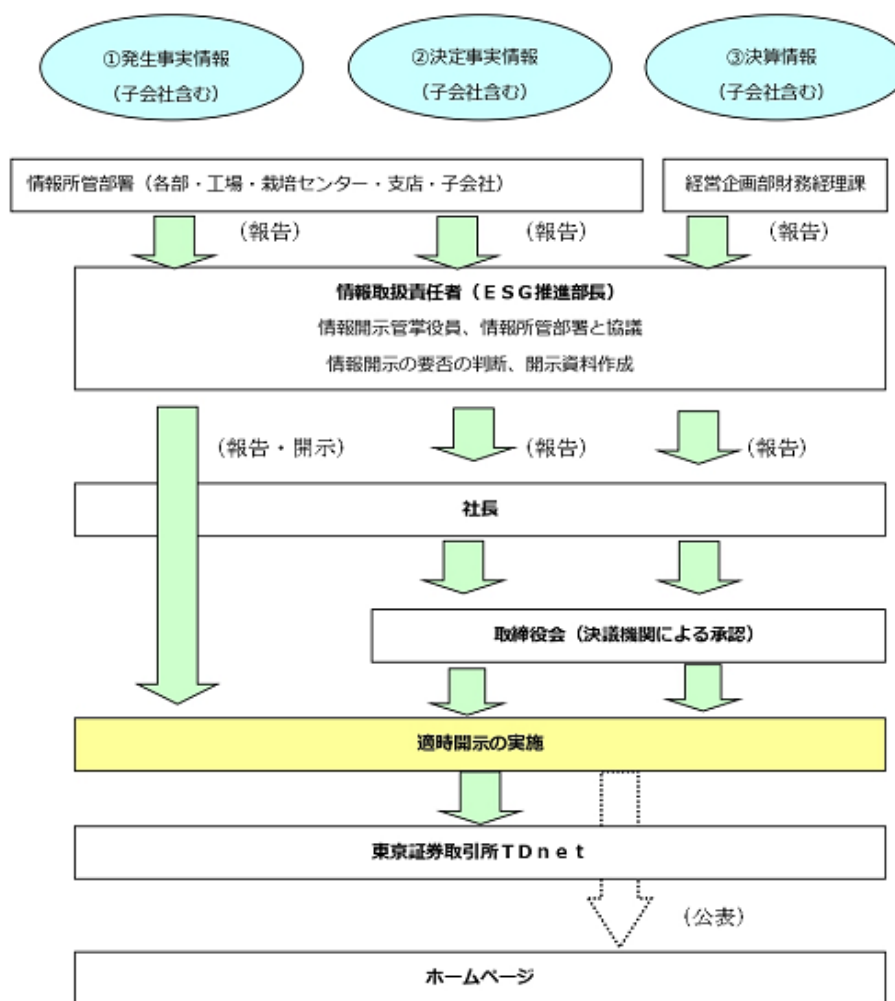 ①発生事実情報
（子会社含む）
②決定事実情報
（子会社含む）
③決算情報
（子会社含む）
情報所管部署（各部・工場・栽培センター・支店・子会社）
経営企画部財務経理課
（報告）
（報告）
（報告）
情報取扱責任者（ＥＳＧ推進部長）
情報開示管掌役員、情報所管部署と協議
情報開示の要否の判断、開示資料作成
（報告・開示）
（報告）
（報告）
社長
取締役会（決議機関による承認）
適時開示の実施
東京証券取引所ＴＤｎｅｔ
（公表）
ホームページ